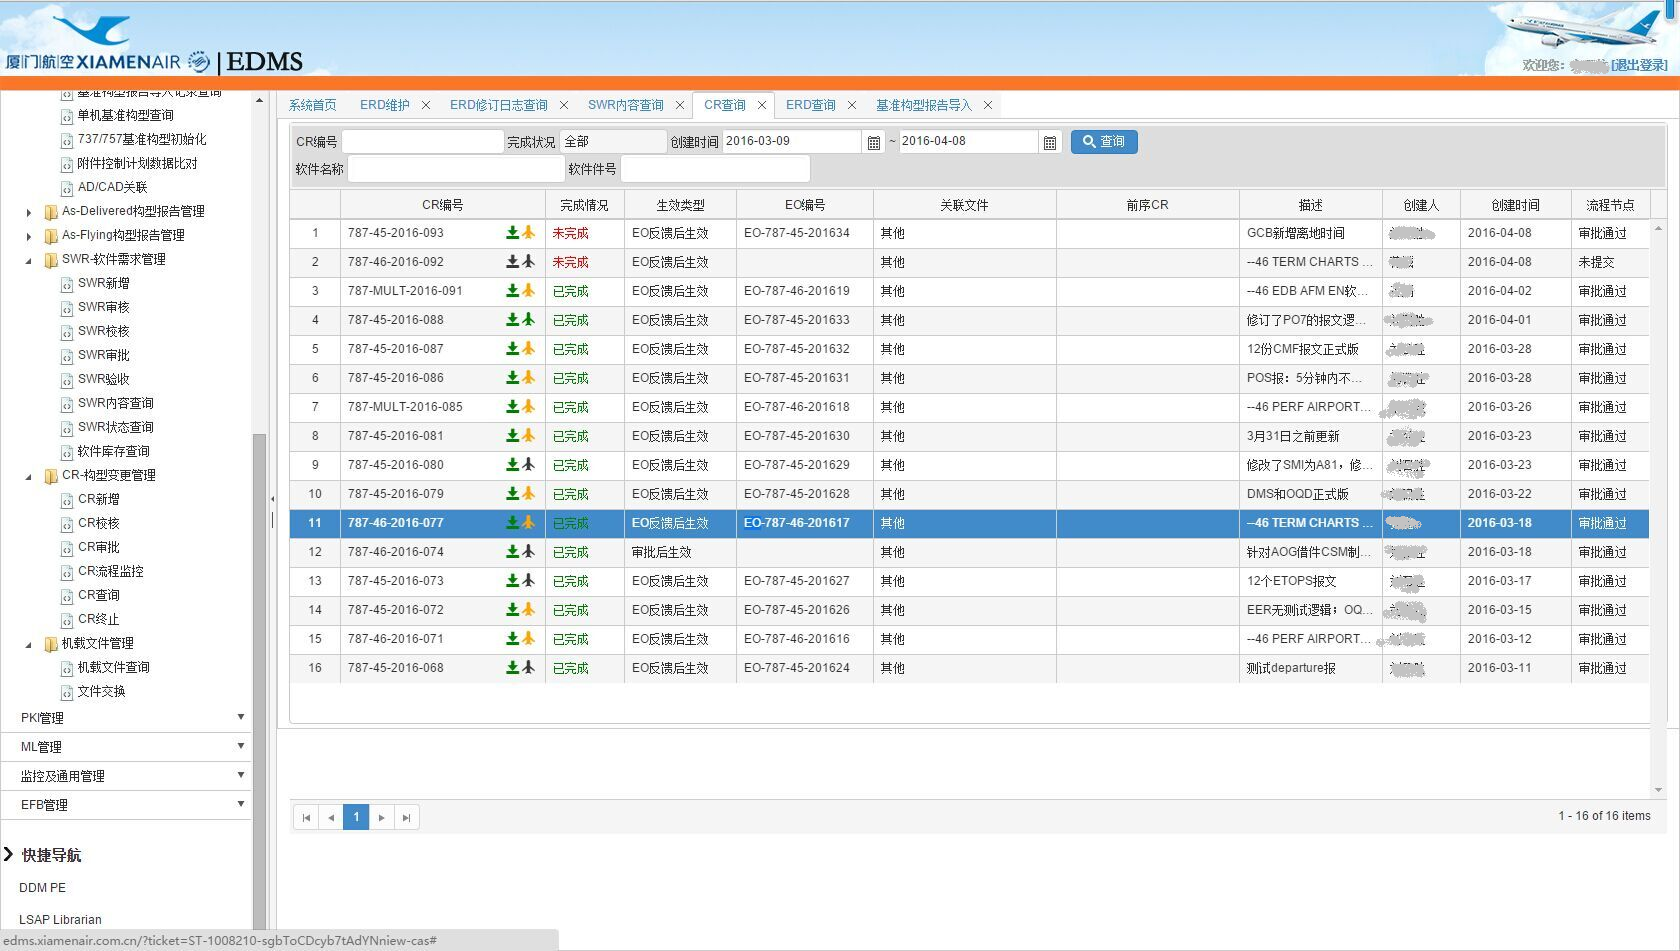 厦门航空 XIAMENAIR | EDMS
欢迎您： [退出登录]
基准构型报告导入记录查询
单机基准构型查询
737/757基准构型初始化
附件控制计划数据比对
AD/CAD关联
As-Delivered构型报告管理
As-Flying构型报告管理
SWR-软件需求管理
SWR新增
SWR审核
SWR校核
SWR审批
SWR验收
SWR内容查询
SWR状态查询
软件库存查询
CR-构型变更管理
CR新增
CR校核
CR审批
CR流程监控
CR查询
CR终止
机载文件管理
机载文件查询
文件交换
PKI管理
ML管理
监控及通用管理
EFB管理
快捷导航
DDM PE
LSAP Librarian
系统首页 ERD维护 ERD修订日志查询 SWR内容查询 CR查询 ERD查询 基准构型报告导入
CR编号 完成状况 全部 创建时间 2016-03-09 ~ 2016-04-08 查询
软件名称 软件件号
CR编号 完成情况 生效类型 EO编号 关联文件 前序CR 描述 创建人 创建时间 流程节点
1 787-45-2016-093 未完成 EO反馈后生效 EO-787-45-201634 其他 GCB新增离地时间 2016-04-08 审批通过
2 787-46-2016-092 未完成 EO反馈后生效 其他 --46 TERM CHARTS ... 2016-04-08 未提交
3 787-MULT-2016-091 已完成 EO反馈后生效 EO-787-46-201619 其他 --46 EDB AFM EN软... 2016-04-02 审批通过
4 787-45-2016-088 已完成 EO反馈后生效 EO-787-45-201633 其他 修订了PO7的报文逻... 2016-04-01 审批通过
5 787-45-2016-087 已完成 EO反馈后生效 EO-787-45-201632 其他 12份CMF报文正式版 2016-03-28 审批通过
6 787-45-2016-086 已完成 EO反馈后生效 EO-787-45-201631 其他 POS报：5分钟内不... 2016-03-28 审批通过
7 787-MULT-2016-085 已完成 EO反馈后生效 EO-787-46-201618 其他 --46 PERF AIRPORT... 2016-03-26 审批通过
8 787-45-2016-081 已完成 EO反馈后生效 EO-787-45-201630 其他 3月31日之前更新 2016-03-23 审批通过
9 787-45-2016-080 已完成 EO反馈后生效 EO-787-45-201629 其他 修改了SMI为A81，修... 2016-03-23 审批通过
10 787-45-2016-079 已完成 EO反馈后生效 EO-787-45-201628 其他 DMS和OQD正式版 2016-03-22 审批通过
11 787-46-2016-077 已完成 EO反馈后生效 EO-787-46-201617 其他 --46 TERM CHARTS ... 2016-03-18 审批通过
12 787-46-2016-074 已完成 审批后生效 其他 针对AOG借件CSM制... 2016-03-18 审批通过
13 787-45-2016-073 已完成 EO反馈后生效 EO-787-45-201627 其他 12个ETOPS报文 2016-03-17 审批通过
14 787-45-2016-072 已完成 EO反馈后生效 EO-787-45-201626 其他 EER无测试逻辑；OQ... 2016-03-15 审批通过
15 787-46-2016-071 已完成 EO反馈后生效 EO-787-46-201616 其他 --46 PERF AIRPORT... 2016-03-12 审批通过
16 787-45-2016-068 已完成 EO反馈后生效 EO-787-45-201624 其他 测试departure报 2016-03-11 审批通过
1
1 - 16 of 16 items
edms.xiamenair.com.cn/?ticket=ST-1008210-sgbToCDcyb7tAdYNniew-cas#